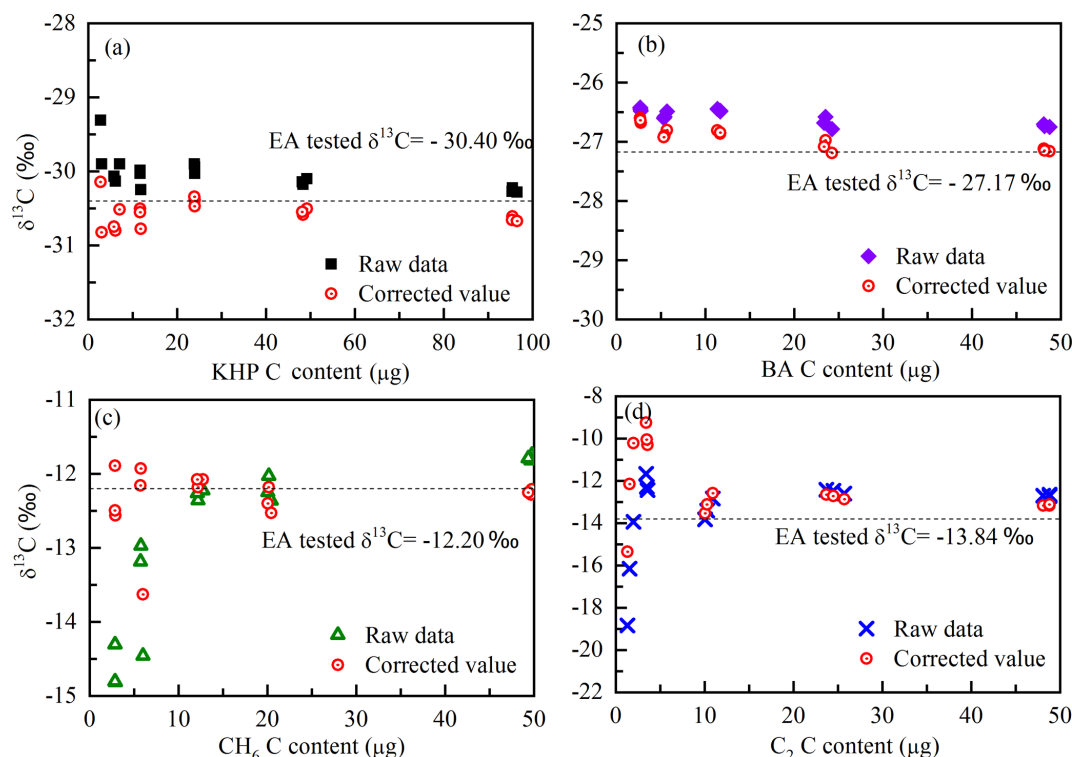 (a)
-28
-29
-30
-31
-32
δ¹³C (‰)
EA tested δ¹³C= - 30.40 ‰
Raw data
Corrected value
0 20 40 60 80 100
KHP C content (μg)
(b)
-25
-26
-27
-28
-29
-30
EA tested δ¹³C= - 27.17 ‰
Raw data
Corrected value
0 10 20 30 40 50
BA C content (μg)
(c)
-11
-12
-13
-14
-15
δ¹³C (‰)
EA tested δ¹³C= -12.20 ‰
Raw data
Corrected value
0 10 20 30 40 50
CH₆ C content (μg)
(d)
-8
-10
-12
-14
-16
-18
-20
-22
EA tested δ¹³C= -13.84 ‰
Raw data
Corrected value
0 10 20 30 40 50
C₂ C content (μg)